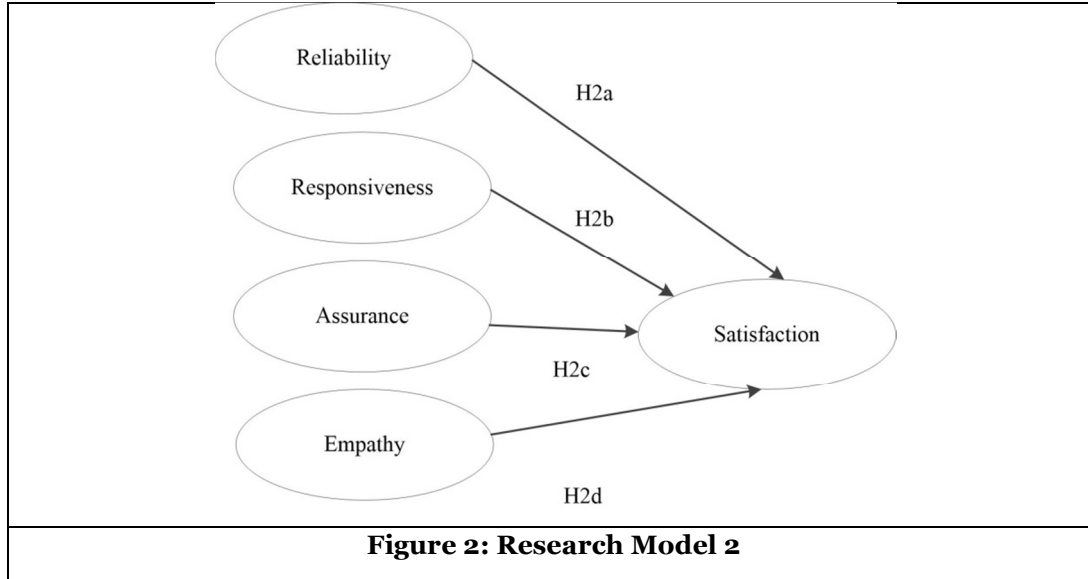 Reliability
H2a
Responsiveness
H2b
Assurance
Satisfaction
H2c
Empathy
H2d
Figure 2: Research Model 2